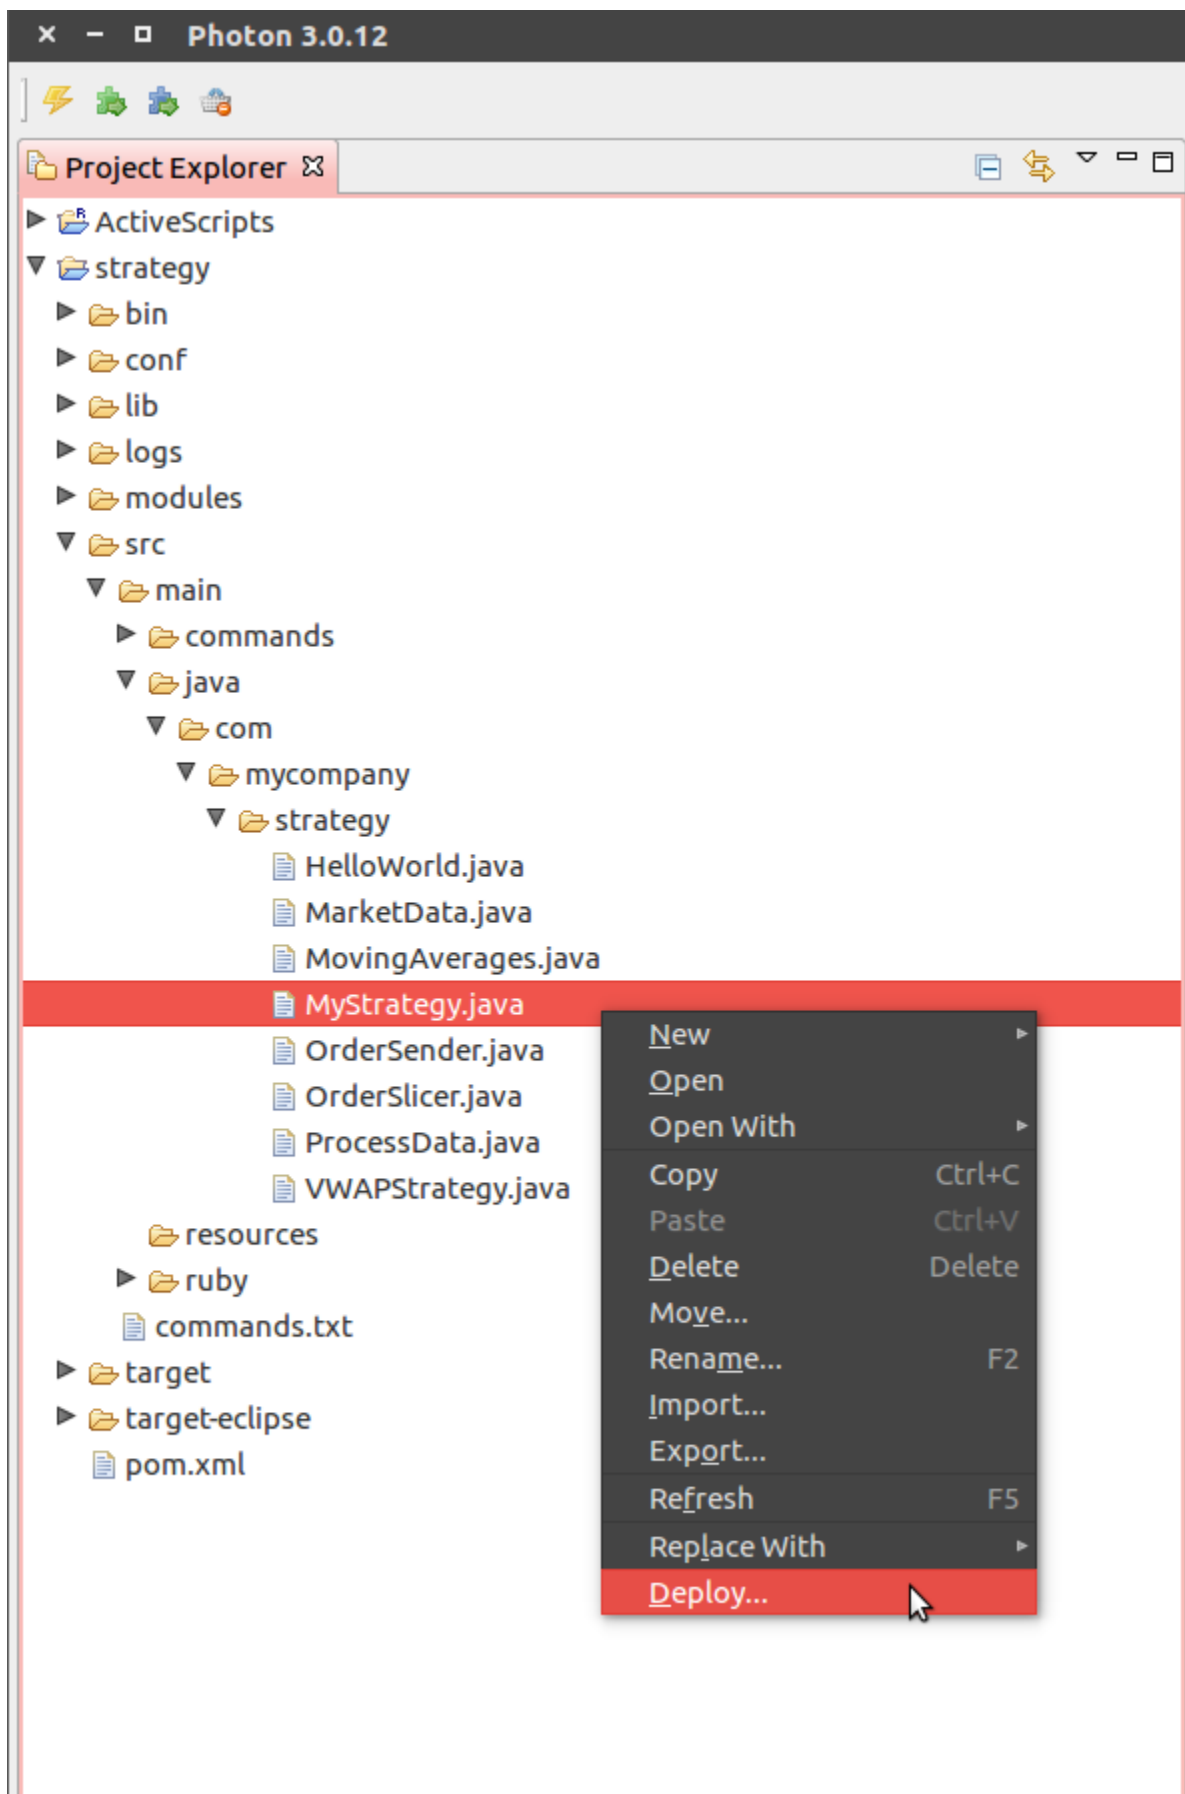 Photon 3.0.12
Project Explorer
ActiveScripts
strategy
bin
conf
lib
logs
modules
src
main
commands
java
com
mycompany
strategy
HelloWorld.java
MarketData.java
MovingAverages.java
MyStrategy.java
OrderSender.java
OrderSlicer.java
ProcessData.java
VWAPStrategy.java
resources
ruby
commands.txt
target
target-eclipse
pom.xml
New
Open
Open With
Copy Ctrl+C
Paste Ctrl+V
Delete Delete
Move...
Rename... F2
Import...
Export...
Refresh F5
Replace With
Deploy...